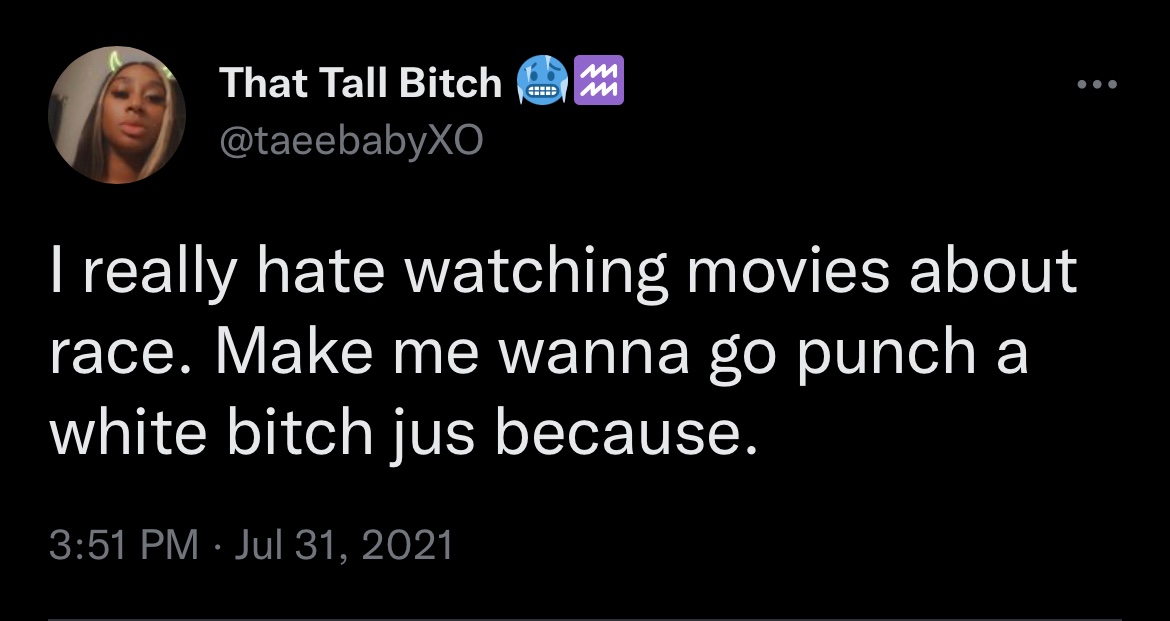 That Tall Bitch 🥶♒
@taeebabyXO
I really hate watching movies about
race. Make me wanna go punch a
white bitch jus because.
3:51 PM · Jul 31, 2021